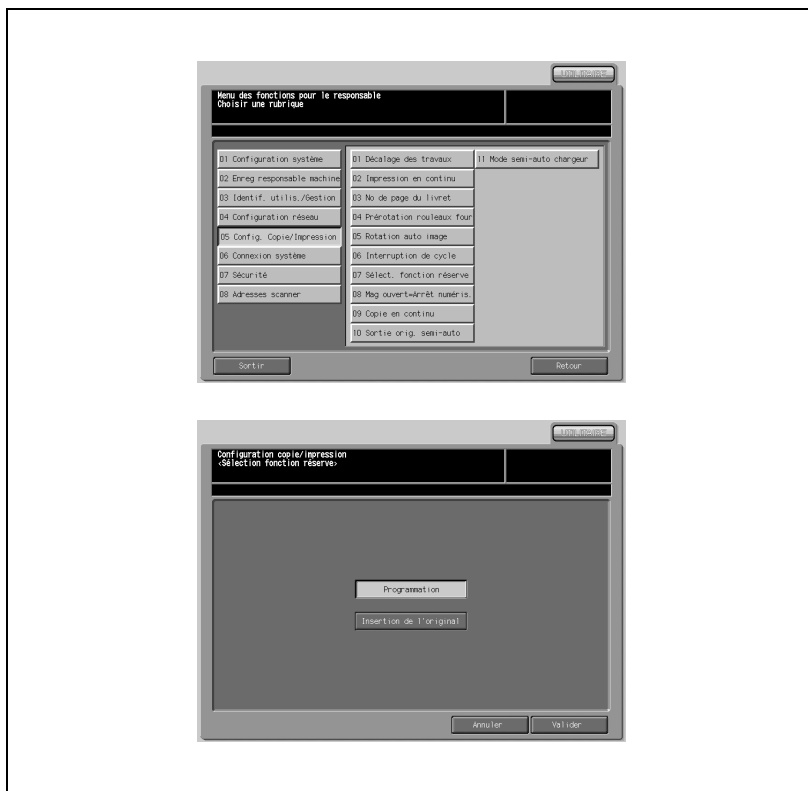 UTILITAIRE
Menu des fonctions pour le responsable
Choisir une rubrique
01 Configuration système
02 Enreg responsable machine
03 Identif. utilis./Gestion
04 Configuration réseau
05 Config. Copie/Impression
06 Connexion système
07 Sécurité
08 Adresses scanner
01 Décalage des travaux
02 Impression en continu
03 No de page du livret
04 Prérotation rouleaux four
05 Rotation auto image
06 Interruption de cycle
07 Sélect. fonction réserve
08 Mag ouvert=Arrêt numéris.
09 Copie en continu
10 Sortie orig. semi-auto
11 Mode semi-auto chargeur
Sortir
Retour
UTILITAIRE
Configuration copie/impression
<Sélection fonction réserve>
Programmation
Insertion de l'original
Annuler
Valider